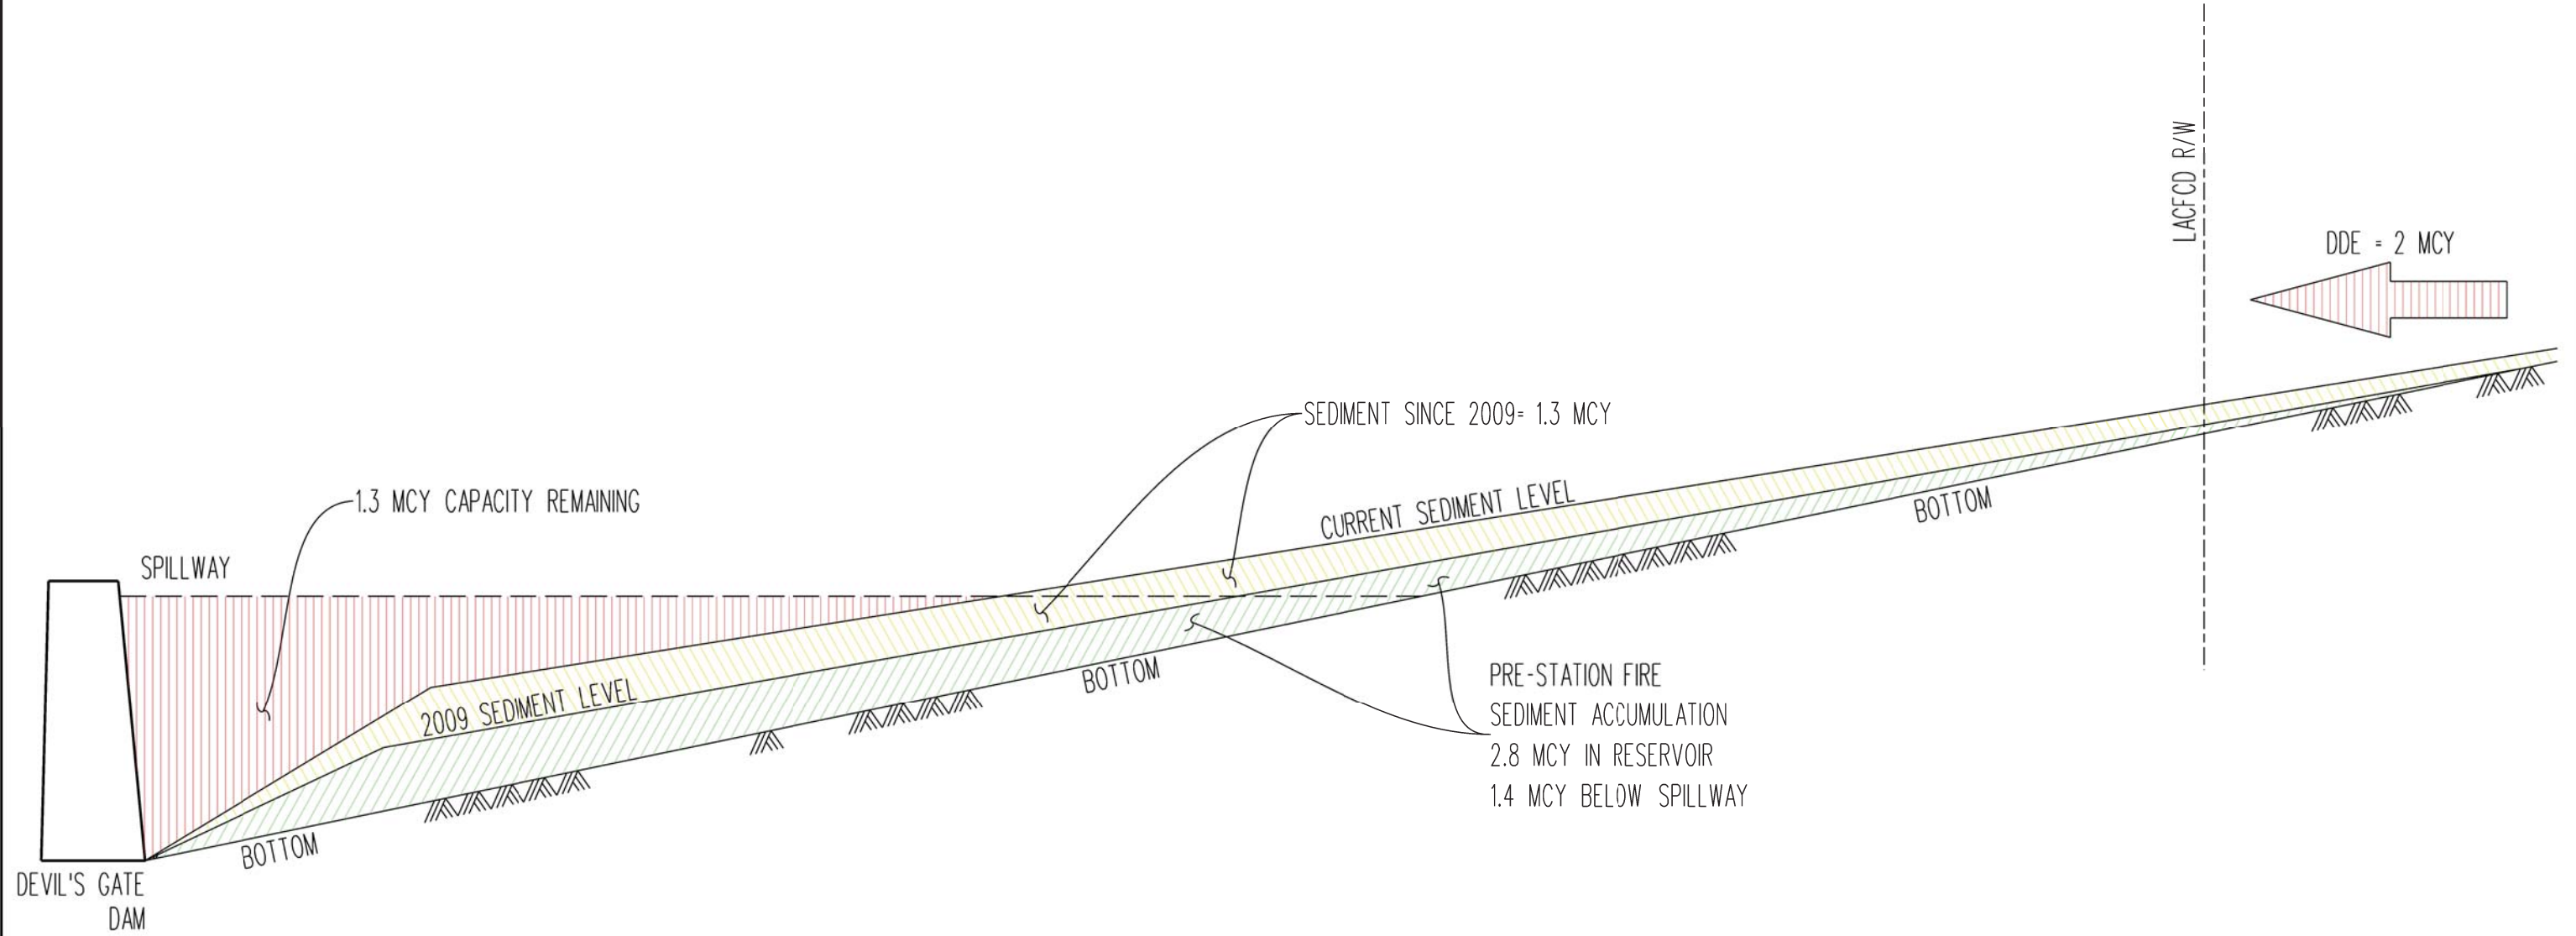 LACFCD R/W
DDE = 2 MCY
SEDIMENT SINCE 2009= 1.3 MCY
1.3 MCY CAPACITY REMAINING
CURRENT SEDIMENT LEVEL
BOTTOM
SPILLWAY
2009 SEDIMENT LEVEL
BOTTOM
PRE-STATION FIRE
SEDIMENT ACCUMULATION
2.8 MCY IN RESERVOIR
1.4 MCY BELOW SPILLWAY
BOTTOM
DEVIL'S GATE
DAM